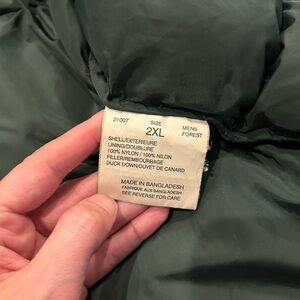 21007 SIZE MENS
2XL FOREST
SHELL/EXTERIEURE
LINING/DOUBLURE
100% NYLON / 100% NILON
FILLER/REMBOURRAGE
DUCK DOWN/DUVET DE CANARD
MADE IN BANGLADESH
FABRIQUE AUX BANGLADESH
SEE REVERSE FOR CARE